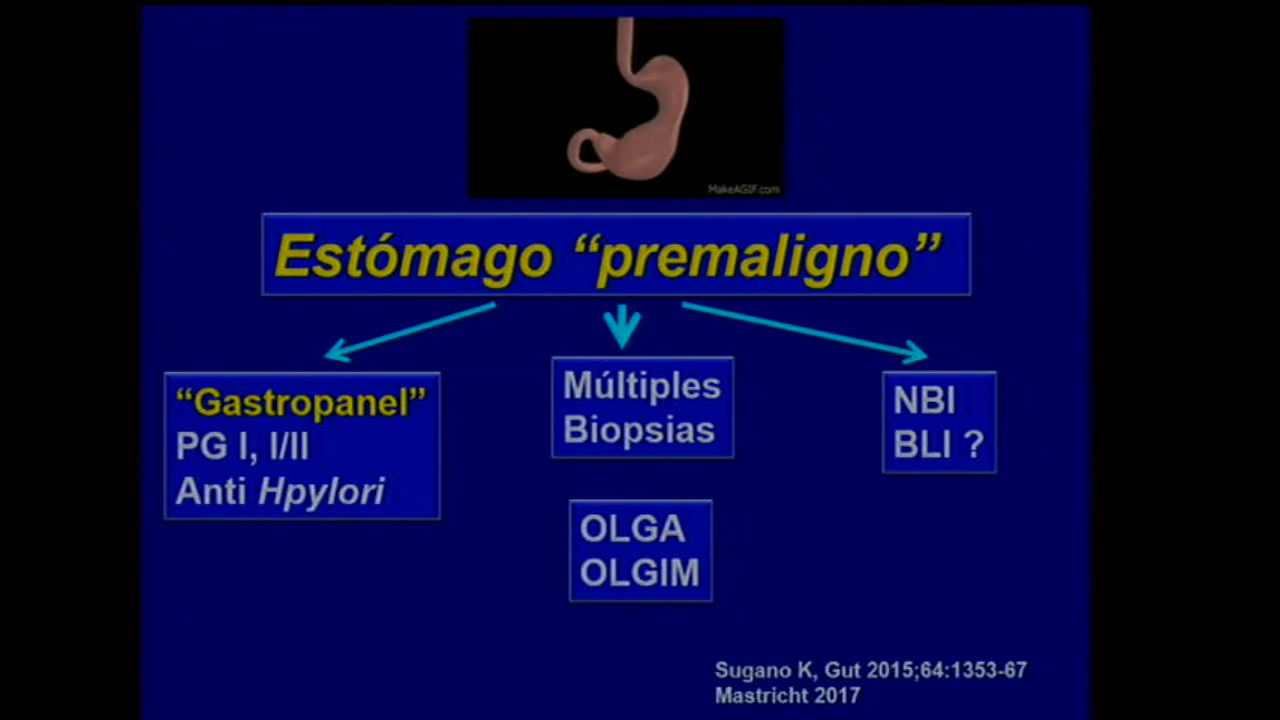 MakeAGIF.com
Estómago “premaligno”
“Gastropanel”
PG I, I/II
Anti Hpylori
Múltiples
Biopsias
OLGA
OLGIM
NBI
BLI ?
Sugano K, Gut 2015;64:1353-67
Mastricht 2017